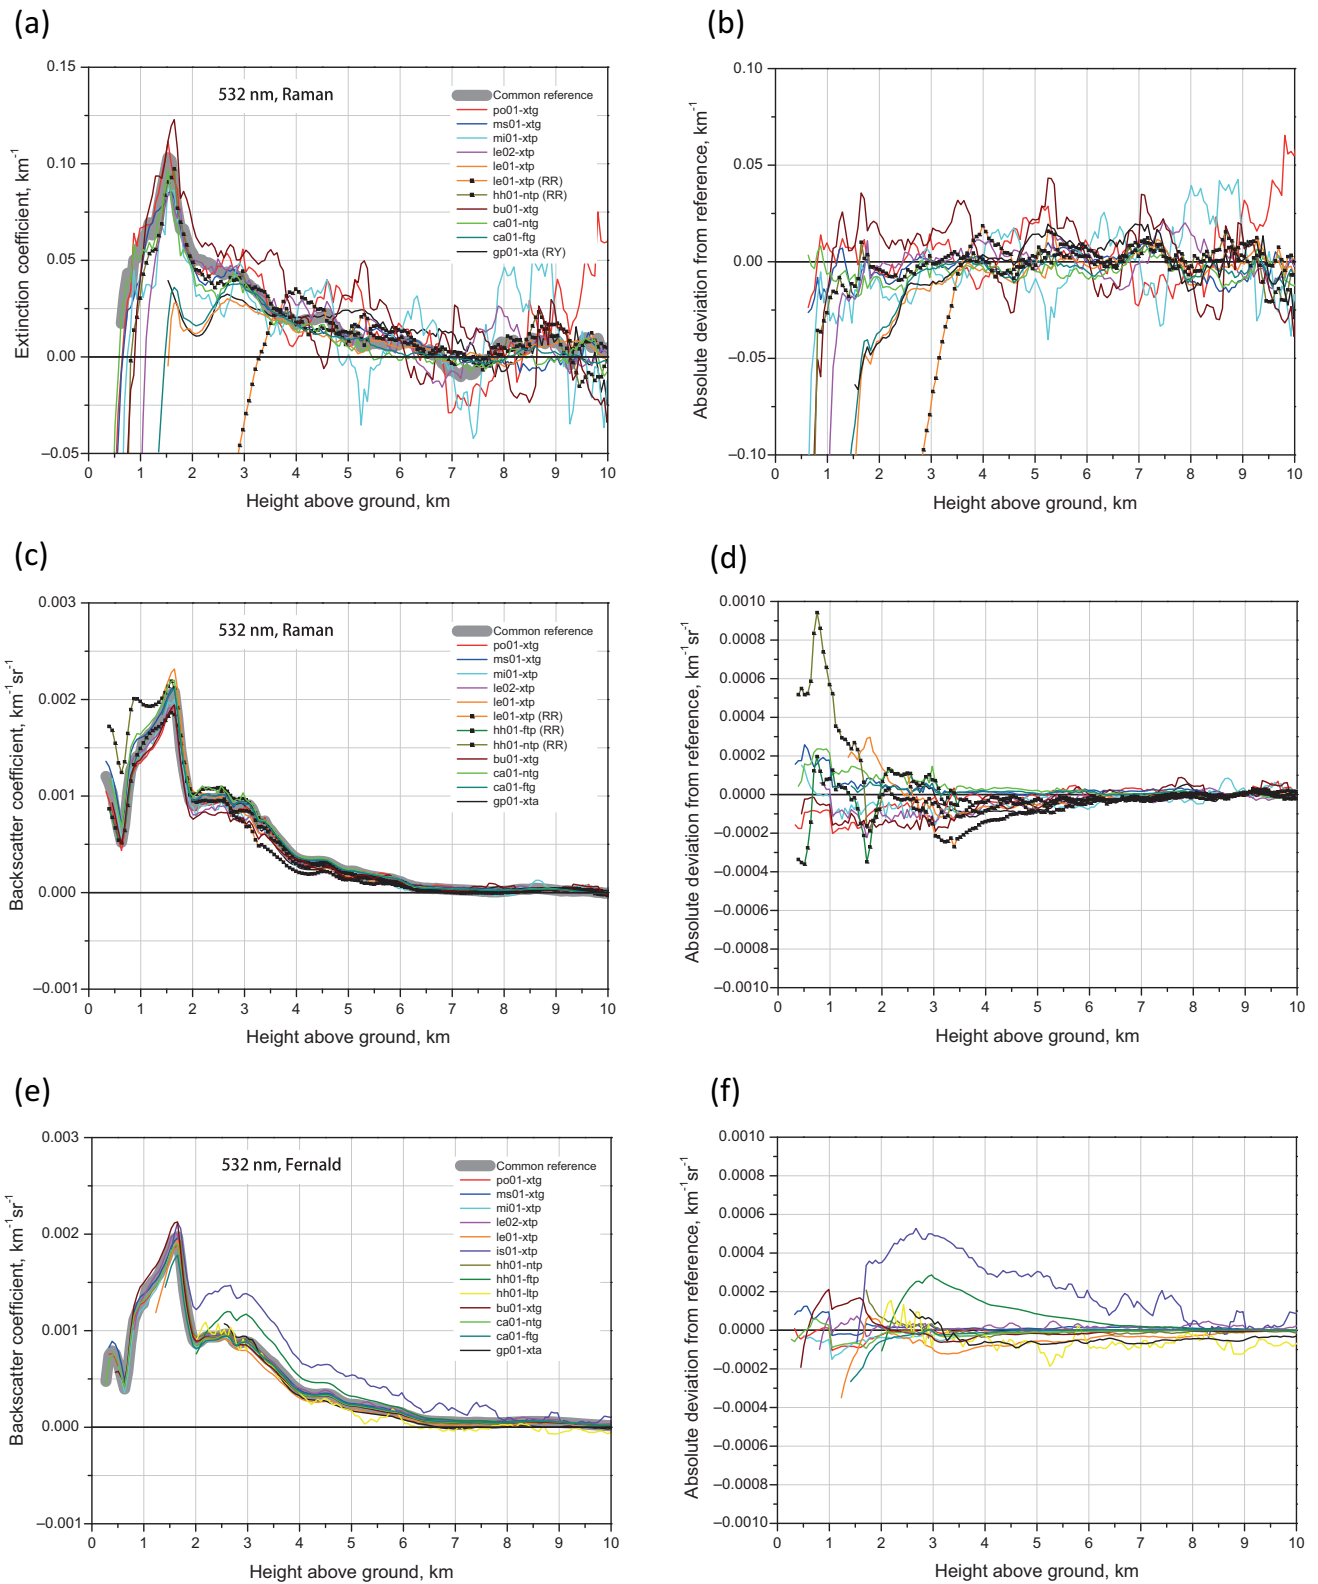 (a)
0.15
0.10
0.05
0.00
−0.05
Extinction coefficient, km-1
532 nm, Raman
Common reference
po01-xtg
ms01-xtg
mi01-xtp
le02-xtp
le01-xtp
le01-xtp (RR)
hh01-ntp (RR)
bu01-xtg
ca01-ntg
ca01-ftg
gp01-xta (RY)
0 1 2 3 4 5 6 7 8 9 10
Height above ground, km
(b)
0.10
0.05
0.00
−0.05
−0.10
Absolute deviation from reference, km-1
0 1 2 3 4 5 6 7 8 9 10
Height above ground, km
(c)
0.003
0.002
0.001
0.000
−0.001
Backscatter coefficient, km-1sr-1
532 nm, Raman
Common reference
po01-xtg
ms01-xtg
mi01-xtp
le02-xtp
le01-xtp
le01-xtp (RR)
hh01-ftp (RR)
hh01-ntp (RR)
bu01-xtg
ca01-ntg
ca01-ftg
gp01-xta
0 1 2 3 4 5 6 7 8 9 10
Height above ground, km
(d)
0.0010
0.0008
0.0006
0.0004
0.0002
0.0000
−0.0002
−0.0004
−0.0006
−0.0008
−0.0010
Absolute deviation from reference, km-1sr-1
0 1 2 3 4 5 6 7 8 9 10
Height above ground, km
(e)
0.003
0.002
0.001
0.000
−0.001
Backscatter coefficient, km-1sr-1
532 nm, Fernald
Common reference
po01-xtg
ms01-xtg
mi01-xtp
le02-xtp
le01-xtp
is01-xtp
hh01-ntp
hh01-ftp
hh01-ltp
bu01-xtg
ca01-ntg
ca01-ftg
gp01-xta
0 1 2 3 4 5 6 7 8 9 10
Height above ground, km
(f)
0.0010
0.0008
0.0006
0.0004
0.0002
0.0000
−0.0002
−0.0004
−0.0006
−0.0008
−0.0010
Absolute deviation from reference, km-1sr-1
0 1 2 3 4 5 6 7 8 9 10
Height above ground, km